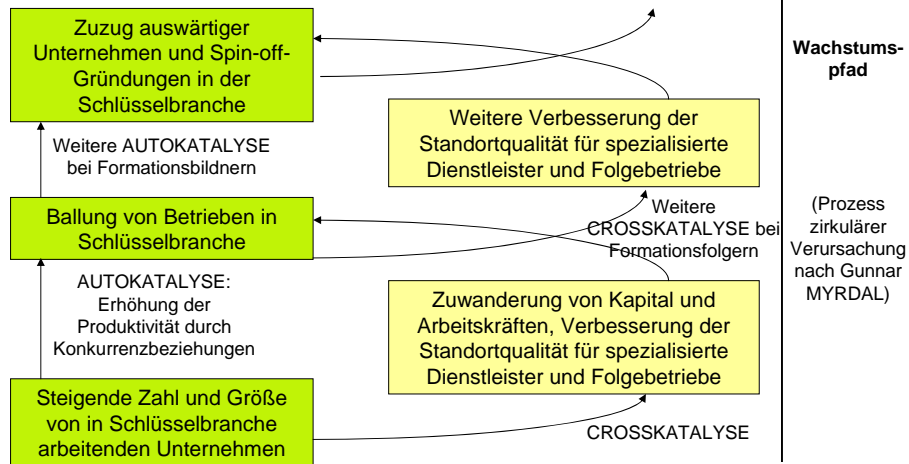 Zuzug auswärtiger
Unternehmen und Spin-off-
Gründungen in der
Schlüsselbranche
Wachstums-
pfad
Weitere Verbesserung der
Standortqualität für spezialisierte
Dienstleister und Folgebetriebe
Weitere AUTOKATALYSE
bei Formationsbildnern
Ballung von Betrieben in
Schlüsselbranche
Weitere
CROSSKATALYSE bei
Formationsfolgern
(Prozess
zirkulärer
Verursachung
nach Gunnar
MYRDAL)
AUTOKATALYSE:
Erhöhung der
Produktivität durch
Konkurrenzbeziehungen
Zuwanderung von Kapital und
Arbeitskräften, Verbesserung der
Standortqualität für spezialisierte
Dienstleister und Folgebetriebe
Steigende Zahl und Größe
von in Schlüsselbranche
arbeitenden Unternehmen
CROSSKATALYSE